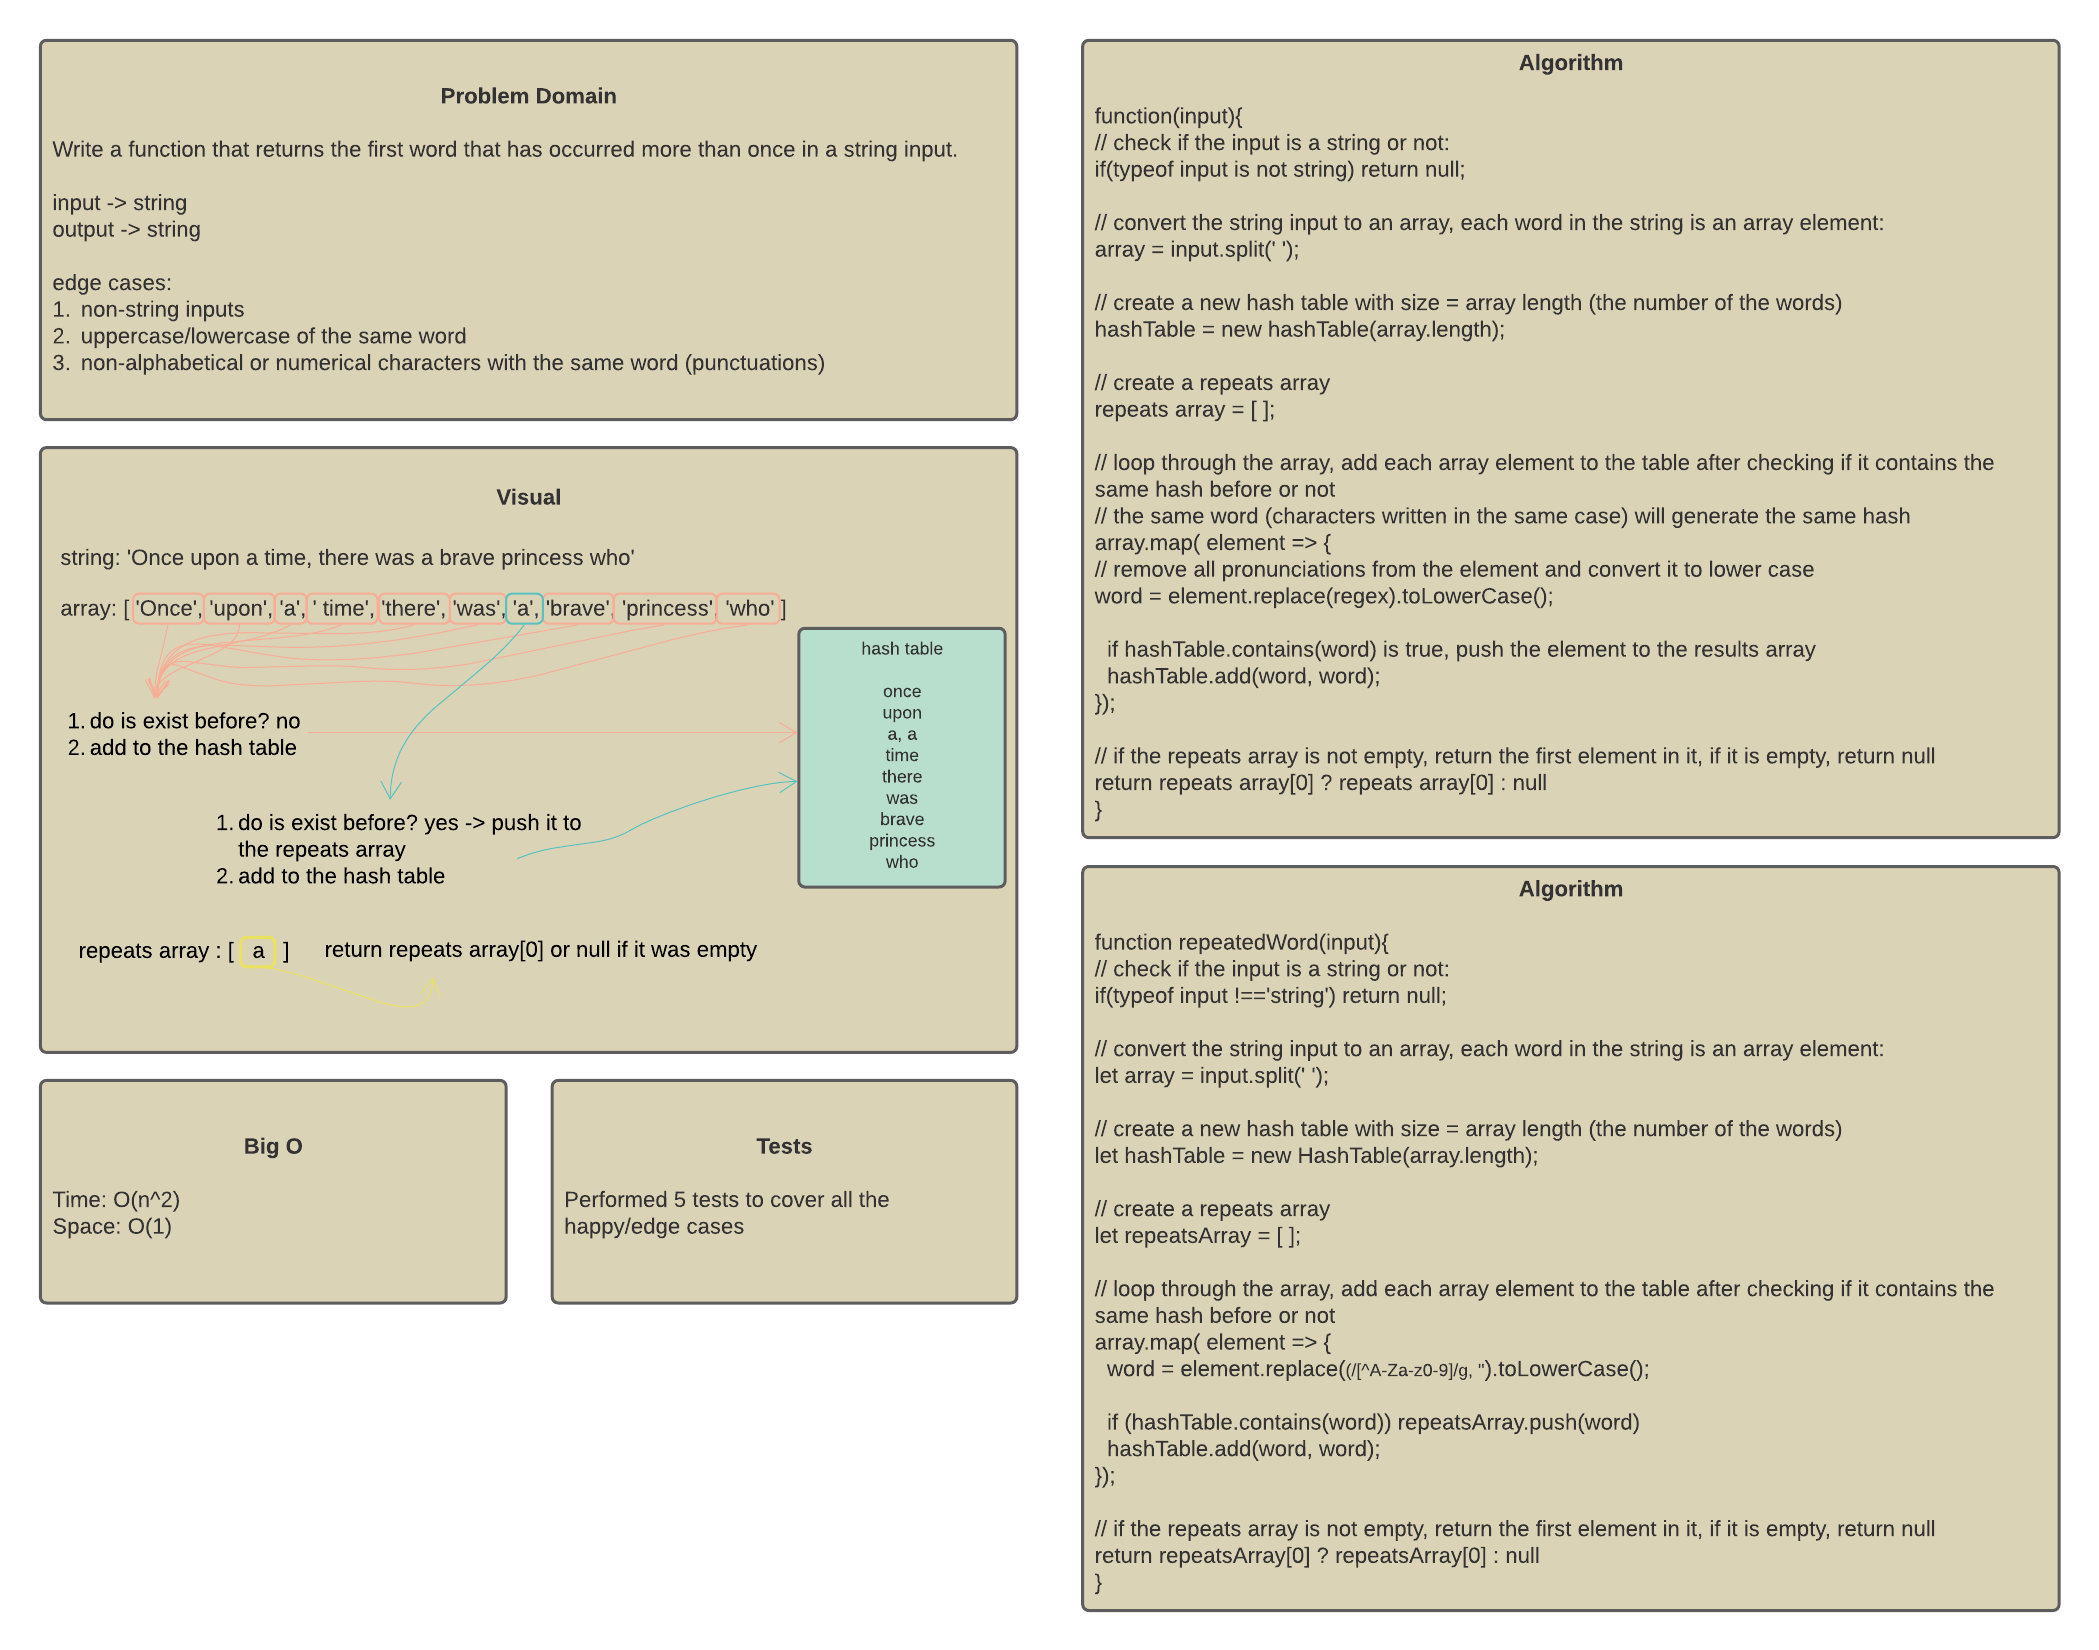 Problem Domain
Write a function that returns the first word that has occurred more than once in a string input.
input -> string
output -> string
edge cases:
1. non-string inputs
2. uppercase/lowercase of the same word
3. non-alphabetical or numerical characters with the same word (punctuations)
Visual
string: 'Once upon a time, there was a brave princess who'
array: [ 'Once', 'upon', 'a', ' time', 'there', 'was', 'a', 'brave', 'princess', 'who' ]
1. do is exist before? no
2. add to the hash table
1. do is exist before? yes -> push it to
the repeats array
2. add to the hash table
hash table
once
upon
a, a
time
there
was
brave
princess
who
repeats array : [ a ] return repeats array[0] or null if it was empty
Big O
Time: O(n^2)
Space: O(1)
Tests
Performed 5 tests to cover all the
happy/edge cases
Algorithm
function(input){
// check if the input is a string or not:
if(typeof input is not string) return null;
// convert the string input to an array, each word in the string is an array element:
array = input.split(' ');
// create a new hash table with size = array length (the number of the words)
hashTable = new hashTable(array.length);
// create a repeats array
repeats array = [ ];
// loop through the array, add each array element to the table after checking if it contains the
same hash before or not
// the same word (characters written in the same case) will generate the same hash
array.map( element => {
// remove all pronunciations from the element and convert it to lower case
word = element.replace(regex).toLowerCase();
if hashTable.contains(word) is true, push the element to the results array
hashTable.add(word, word);
});
// if the repeats array is not empty, return the first element in it, if it is empty, return null
return repeats array[0] ? repeats array[0] : null
}
Algorithm
function repeatedWord(input){
// check if the input is a string or not:
if(typeof input !=='string') return null;
// convert the string input to an array, each word in the string is an array element:
let array = input.split(' ');
// create a new hash table with size = array length (the number of the words)
let hashTable = new HashTable(array.length);
// create a repeats array
let repeatsArray = [ ];
// loop through the array, add each array element to the table after checking if it contains the
same hash before or not
array.map( element => {
word = element.replace((/[^A-Za-z0-9]/g, '').toLowerCase();
if (hashTable.contains(word)) repeatsArray.push(word)
hashTable.add(word, word);
});
// if the repeats array is not empty, return the first element in it, if it is empty, return null
return repeatsArray[0] ? repeatsArray[0] : null
}